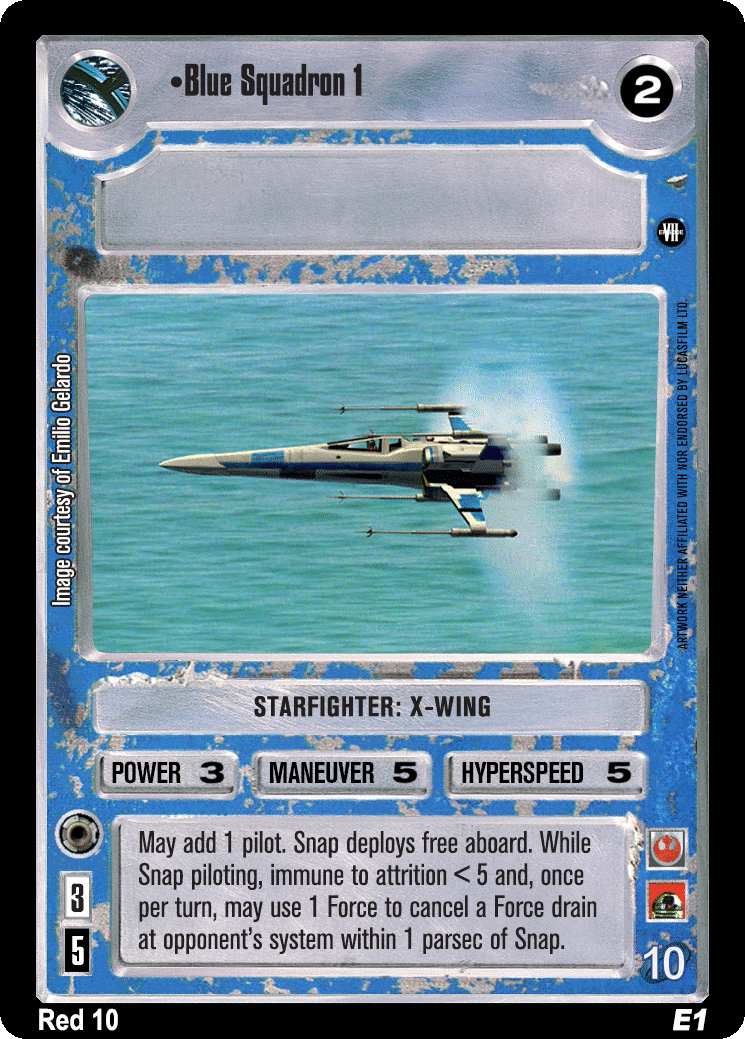 •Blue Squadron 1
2
EPISODE
VII
Image courtesy of Emilio Gelardo
ARTWORK NEITHER AFFILIATED WITH NOR ENDORSED BY LUCASFILM LTD.
STARFIGHTER: X-WING
POWER 3
MANEUVER 5
HYPERSPEED 5
May add 1 pilot. Snap deploys free aboard. While
Snap piloting, immune to attrition < 5 and, once
per turn, may use 1 Force to cancel a Force drain
at opponent's system within 1 parsec of Snap.
3
5
10
Red 10
E1